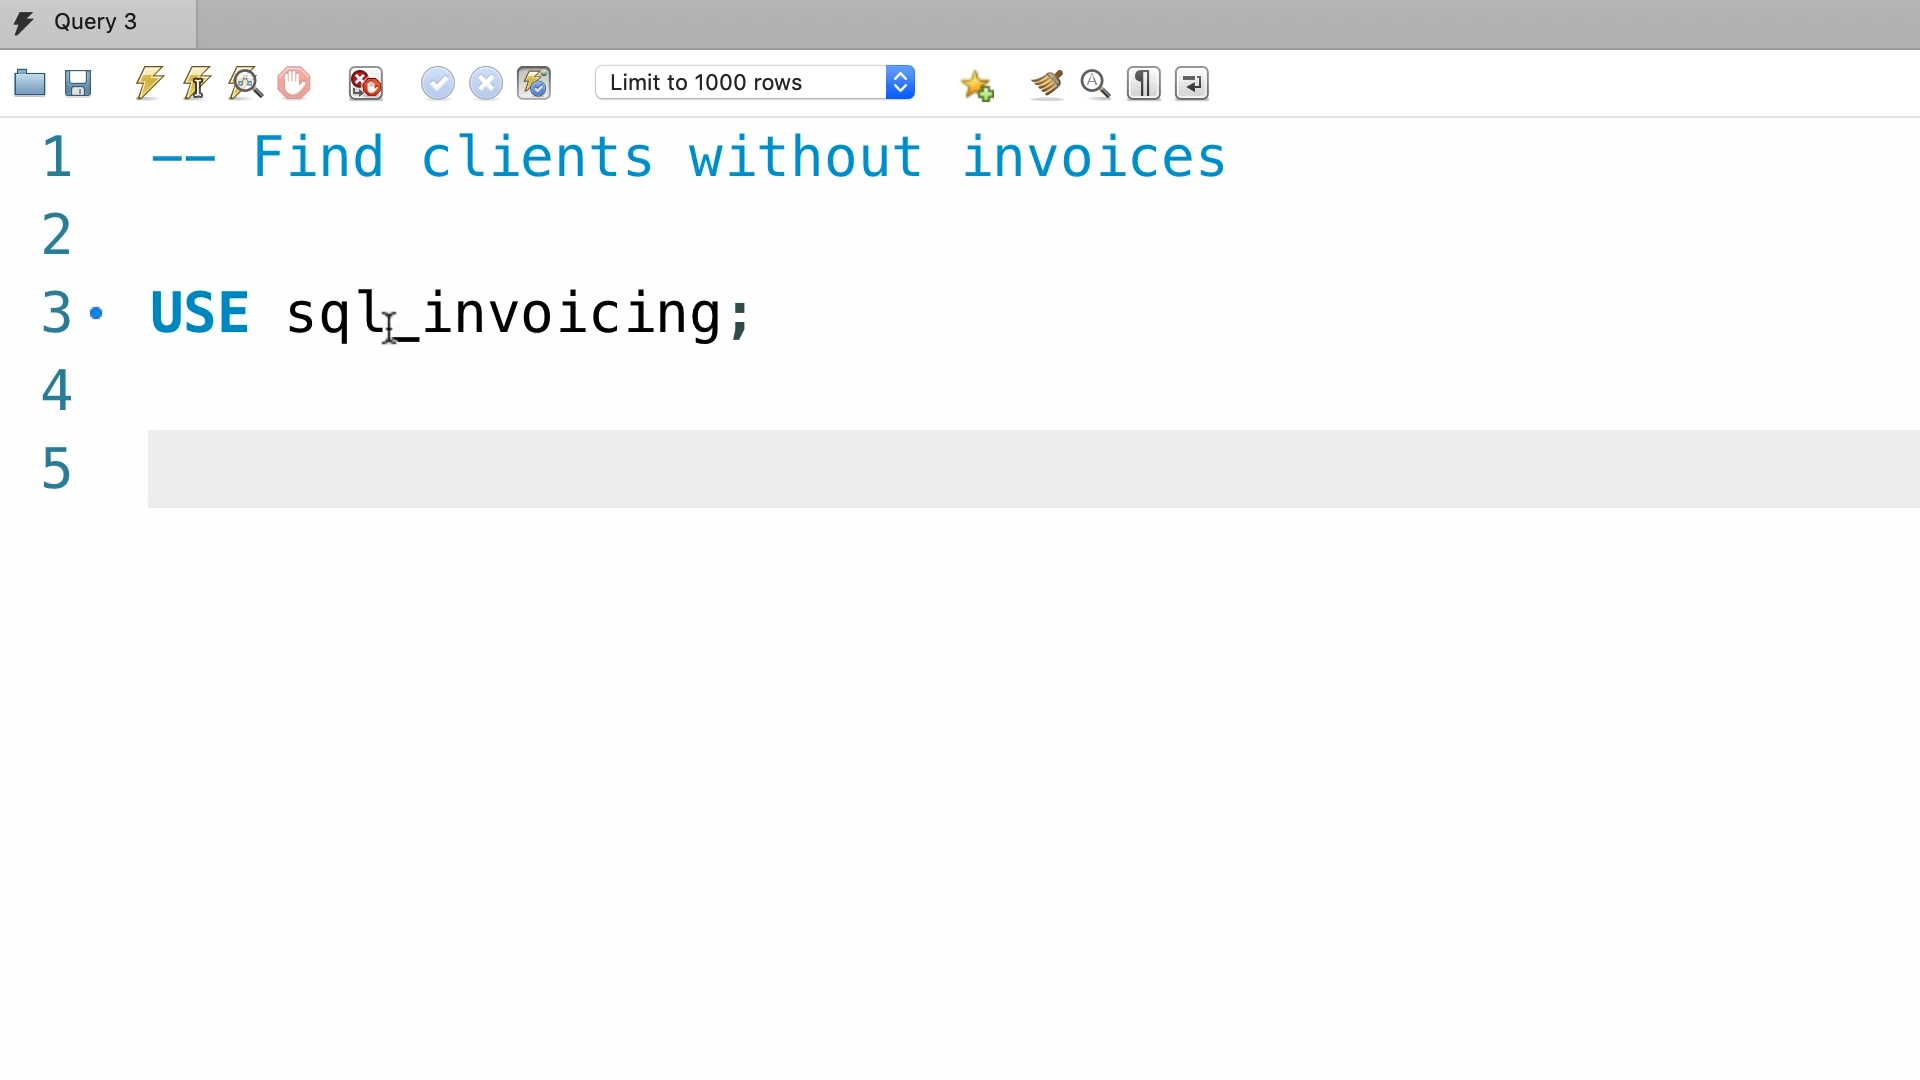 Query 3
Limit to 1000 rows
1 -- Find clients without invoices
2
3 USE sql_invoicing;
4
5